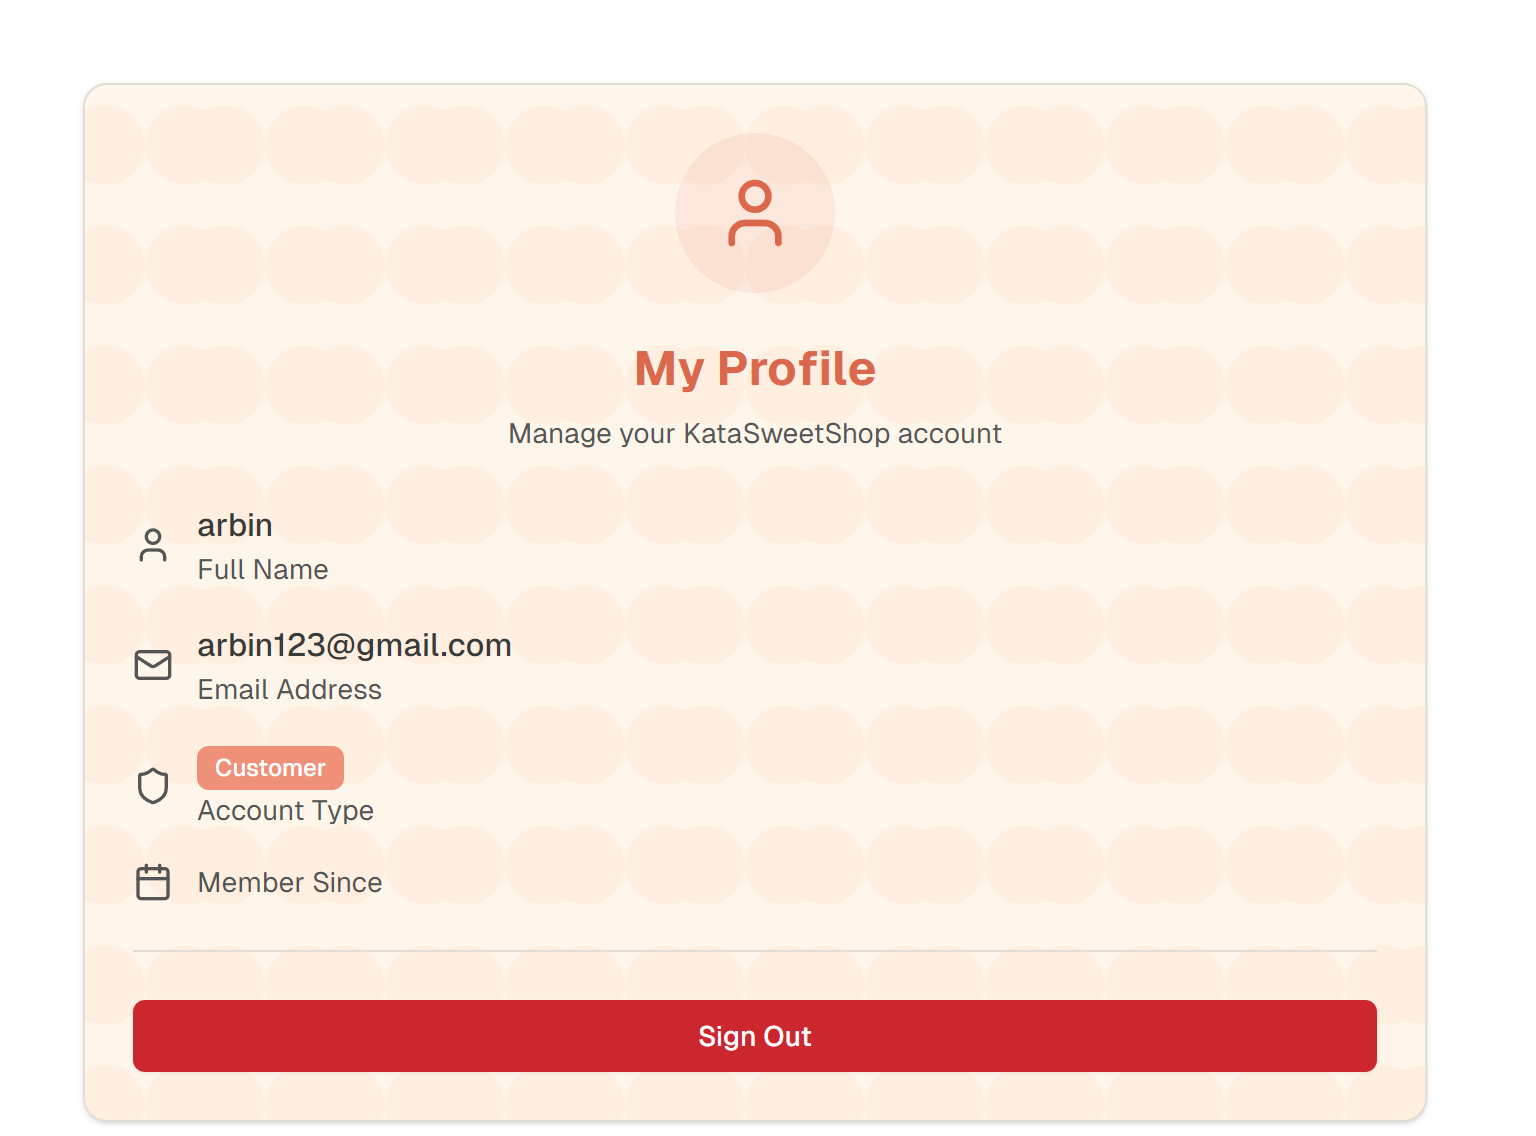 My Profile
Manage your KataSweetShop account
arbin
Full Name
arbin123@gmail.com
Email Address
Customer
Account Type
Member Since
Sign Out